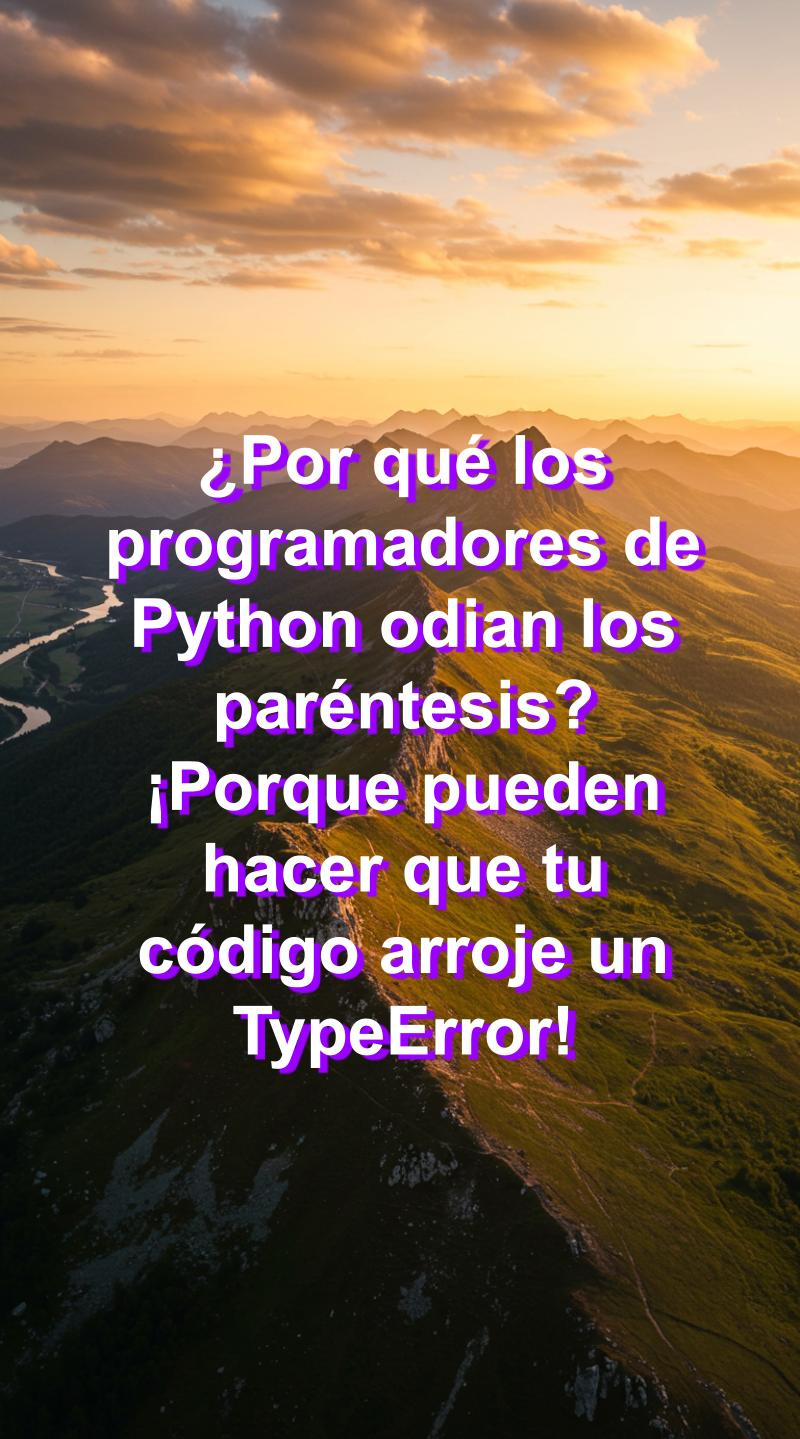 ¿Por qué los
programadores de
Python odian los
paréntesis?
¡Porque pueden
hacer que tu
código arroje un
TypeError!